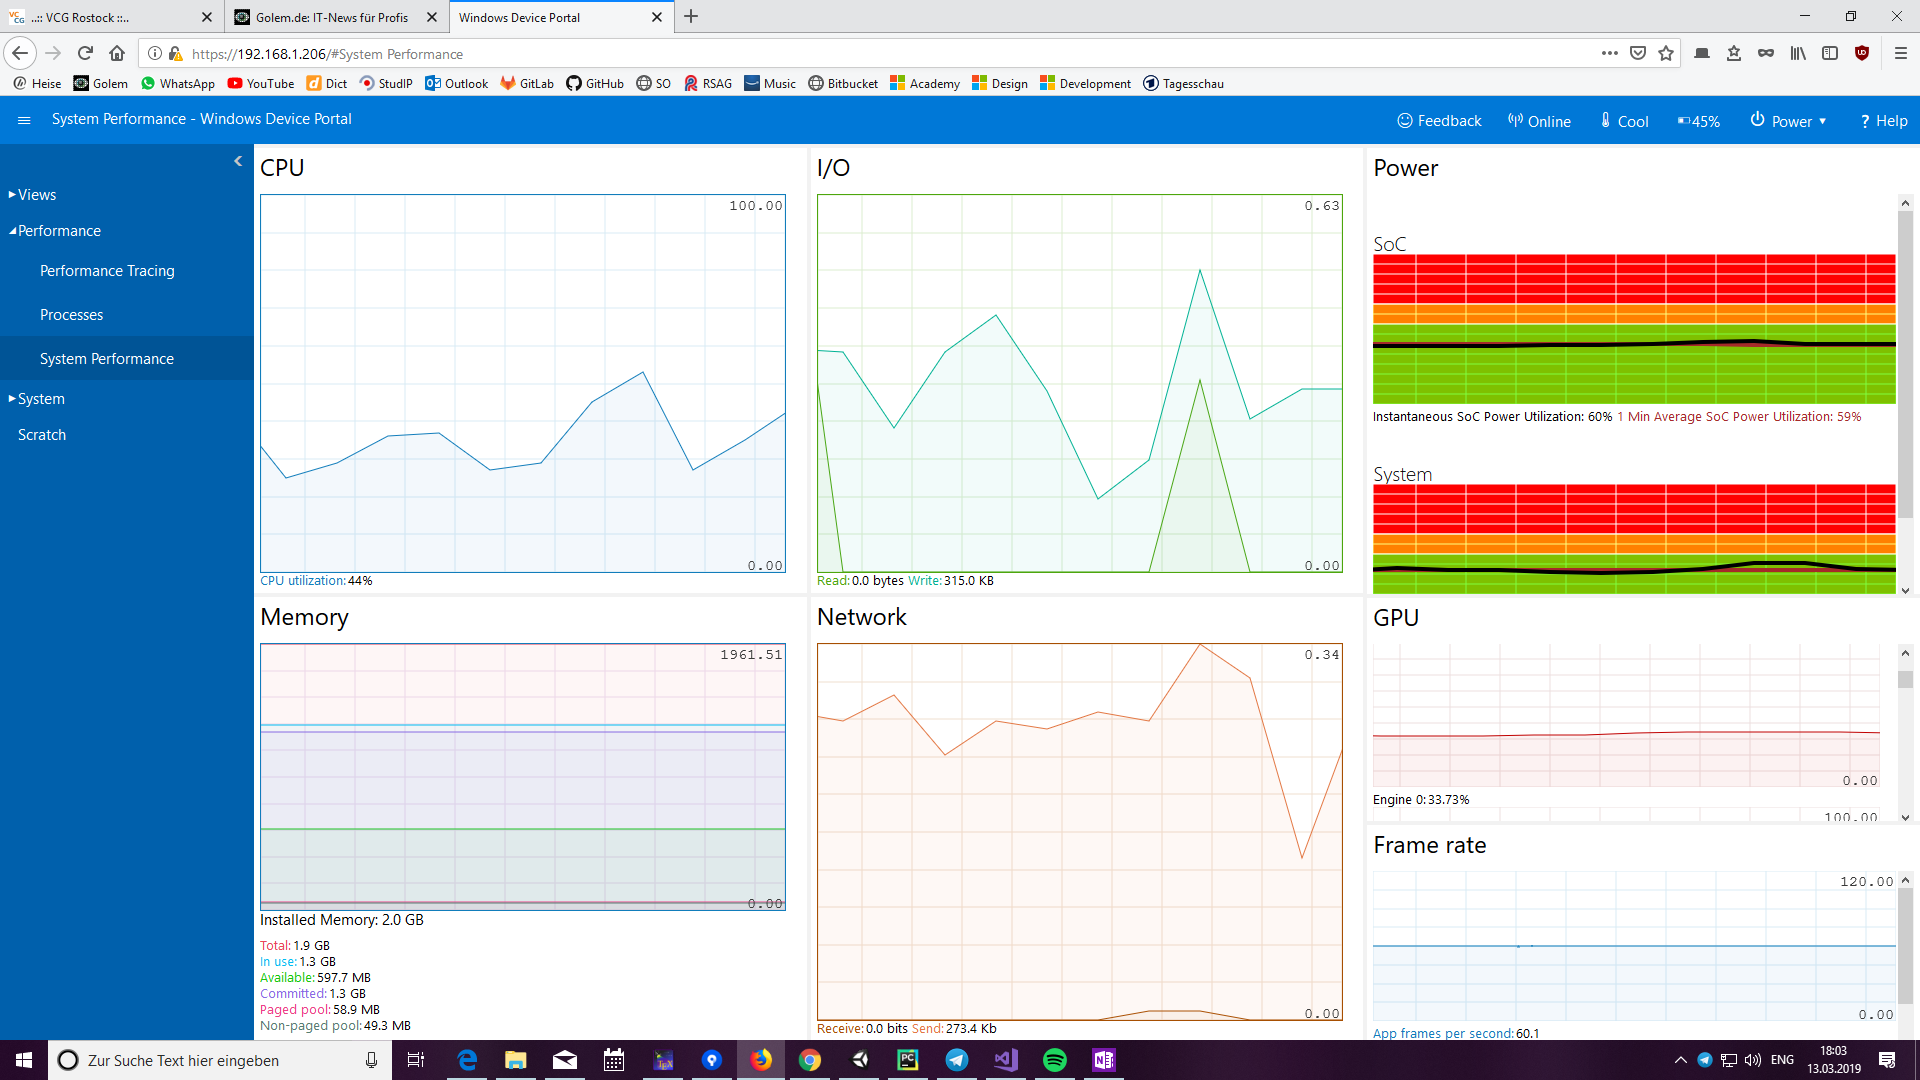 ..:: VCG Rostock ::..
Golem.de: IT-News für Profis
Windows Device Portal
https://192.168.1.206/#System Performance
Heise
Golem
WhatsApp
YouTube
Dict
StudIP
Outlook
GitLab
GitHub
SO
RSAG
Music
Bitbucket
Academy
Design
Development
Tagesschau
System Performance - Windows Device Portal
Feedback
Online
Cool
45%
Power
? Help
Views
Performance
Performance Tracing
Processes
System Performance
System
Scratch
CPU
100.00
0.00
CPU utilization: 44%
I/O
0.63
0.00
Read: 0.0 bytes Write: 315.0 KB
Power
SoC
Instantaneous SoC Power Utilization: 60% 1 Min Average SoC Power Utilization: 59%
System
Memory
1961.51
0.00
Installed Memory: 2.0 GB
Total: 1.9 GB
In use: 1.3 GB
Available: 597.7 MB
Committed: 1.3 GB
Paged pool: 58.9 MB
Non-paged pool: 49.3 MB
Network
0.34
0.00
Receive: 0.0 bits Send: 273.4 Kb
GPU
0.00
Engine 0: 33.73%
100.00
Frame rate
120.00
0.00
App frames per second: 60.1
Zur Suche Text hier eingeben
ENG
18:03
13.03.2019